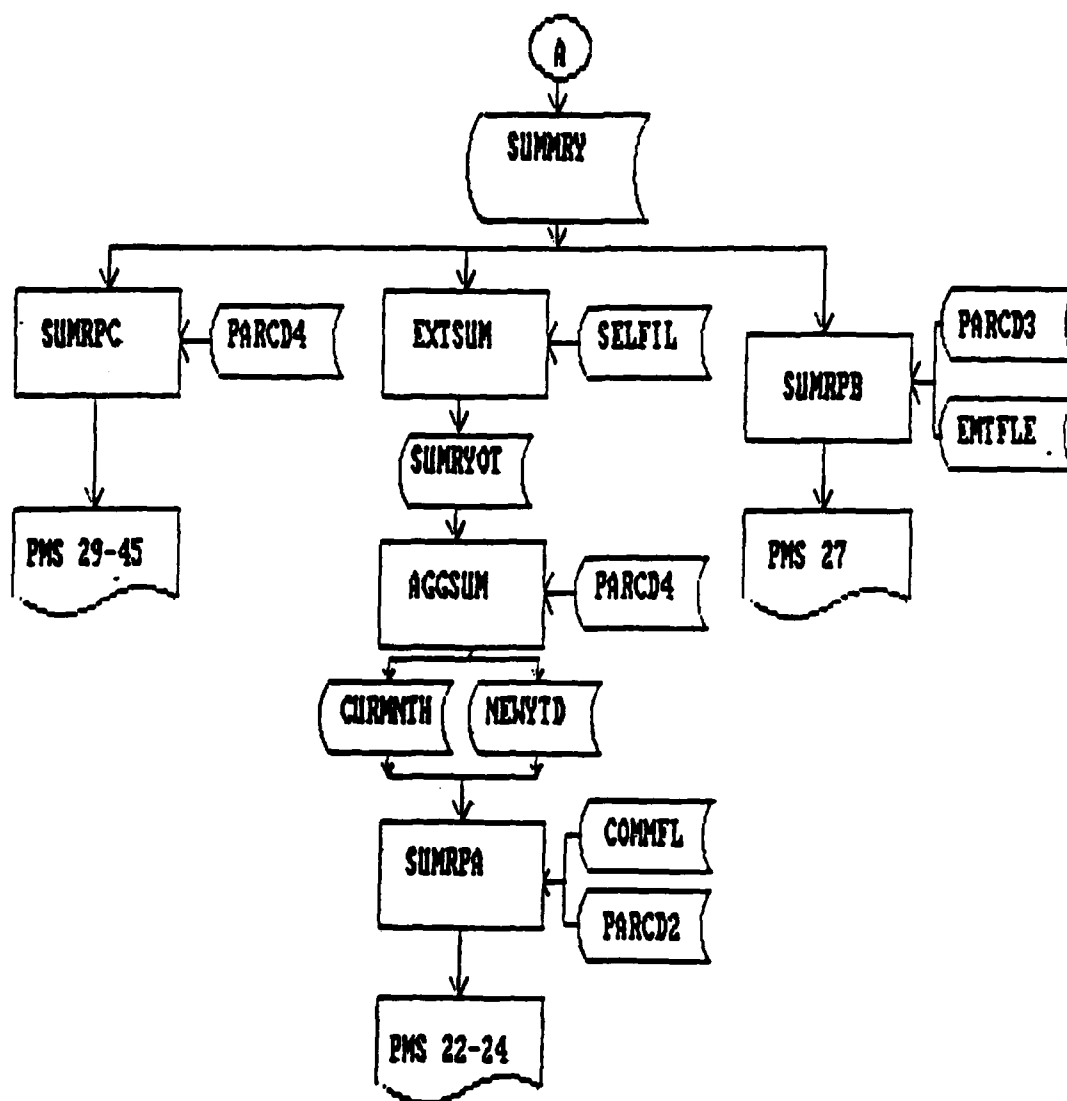 A
SUMMRY
SUMRPC
PARCD4
EXTSUM
SELFIL
SUMRPB
PARCD3
EMTFLE
SUMRYOT
PMS 29-45
AGGSUM
PARCD4
PMS 27
CURMNTH
NEWYTD
SUMRPA
COMMFL
PARCD2
PMS 22-24